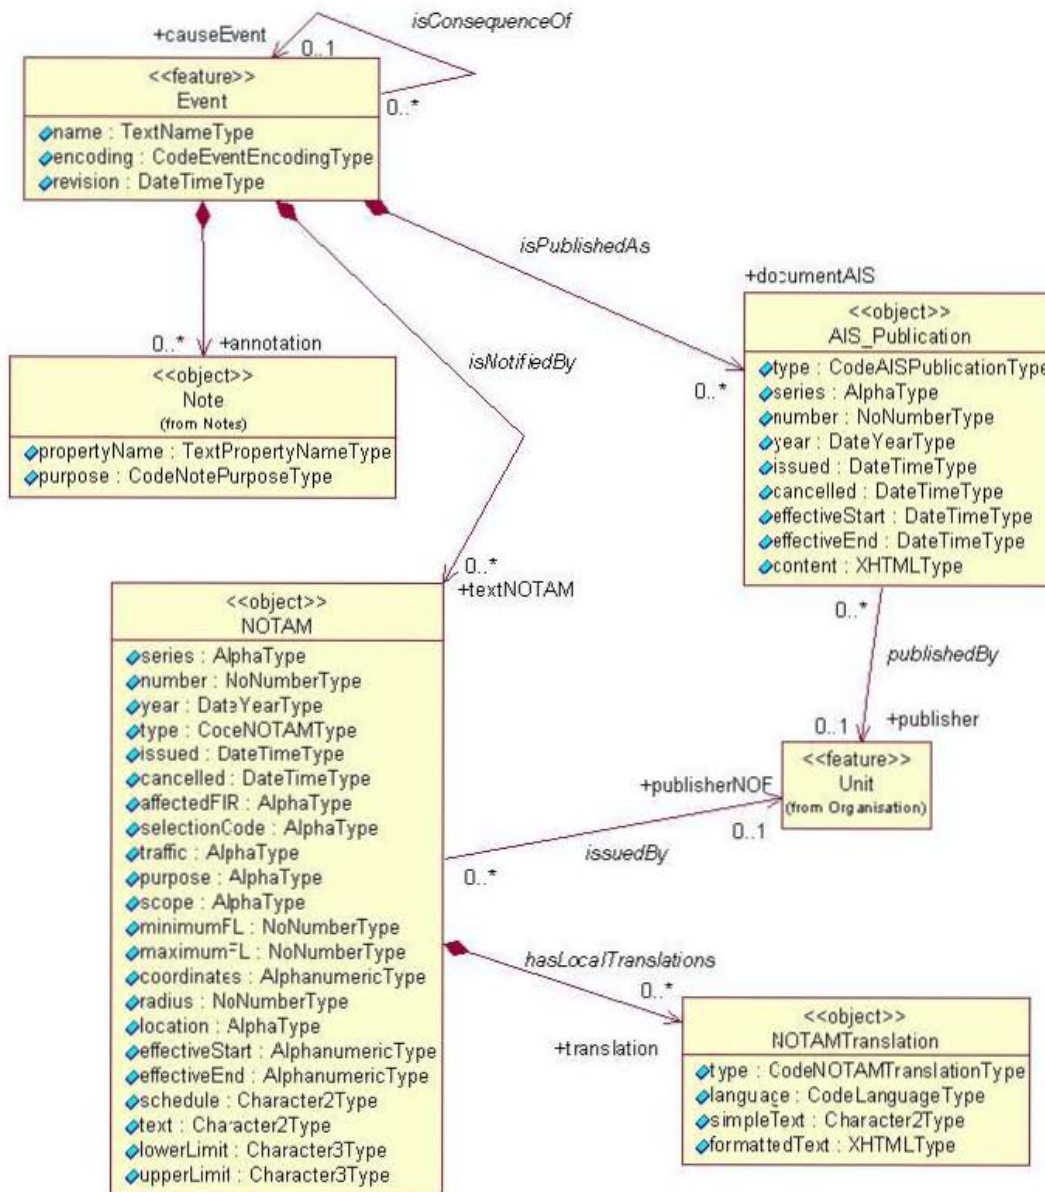 isConsequenceOf
+causeEvent
0..1
0..*
<<feature>>
Event
name : TextNameType
encoding : CodeEventEncodingType
revision : DateTimeType
isPublishedAs
+documentAIS
0..*
<<object>>
AIS_Publication
type : CodeAISPublicationType
series : AlphaType
number : NoNumberType
year : DateYearType
issued : DateTimeType
cancelled : DateTimeType
effectiveStart : DateTimeType
effectiveEnd : DateTimeType
content : XHTMLType
0..* +annotation
<<object>>
Note
(from Notes)
propertyName : TextPropertyNameType
purpose : CodeNotePurposeType
isNotifiedBy
0..*
+textNOTAM
<<object>>
NOTAM
series : AlphaType
number : NoNumberType
year : DateYearType
type : CodeNOTAMType
issued : DateTimeType
cancelled : DateTimeType
affectedFIR : AlphaType
selectionCode : AlphaType
traffic : AlphaType
purpose : AlphaType
scope : AlphaType
minimumFL : NoNumberType
maximumFL : NoNumberType
coordinates : AlphanumericType
radius : NoNumberType
location : AlphaType
effectiveStart : AlphanumericType
effectiveEnd : AlphanumericType
schedule : Character2Type
text : Character2Type
lowerLimit : Character3Type
upperLimit : Character3Type
0..*
publishedBy
0..1 +publisher
<<feature>>
Unit
(from Organisation)
+publisherNOF
0..1
issuedBy
0..*
hasLocalTranslations
0..*
+translation
<<object>>
NOTAMTranslation
type : CodeNOTAMTranslationType
language : CodeLanguageType
simpleText : Character2Type
formattedText : XHTMLType